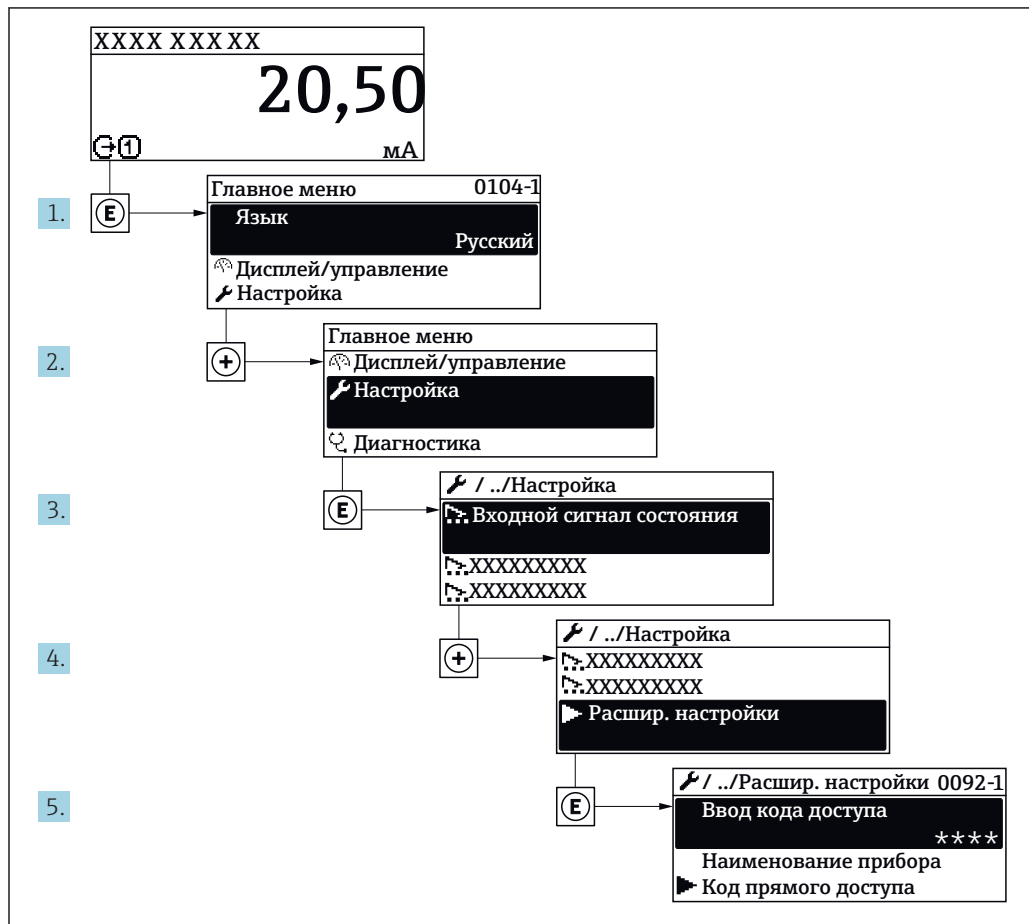 XXXX XXX XX
20,50
мА
1.
E
Главное меню 0104-1
Язык
Русский
Дисплей/управление
Настройка
2.
+
Главное меню
Дисплей/управление
Настройка
Диагностика
3.
E
/ ../Настройка
Входной сигнал состояния
XXXXXXXXX
XXXXXXXXX
4.
+
/ ../Настройка
XXXXXXXXX
XXXXXXXXX
Расшир. настройки
5.
E
/ ../Расшир. настройки 0092-1
Ввод кода доступа
****
Наименование прибора
Код прямого доступа